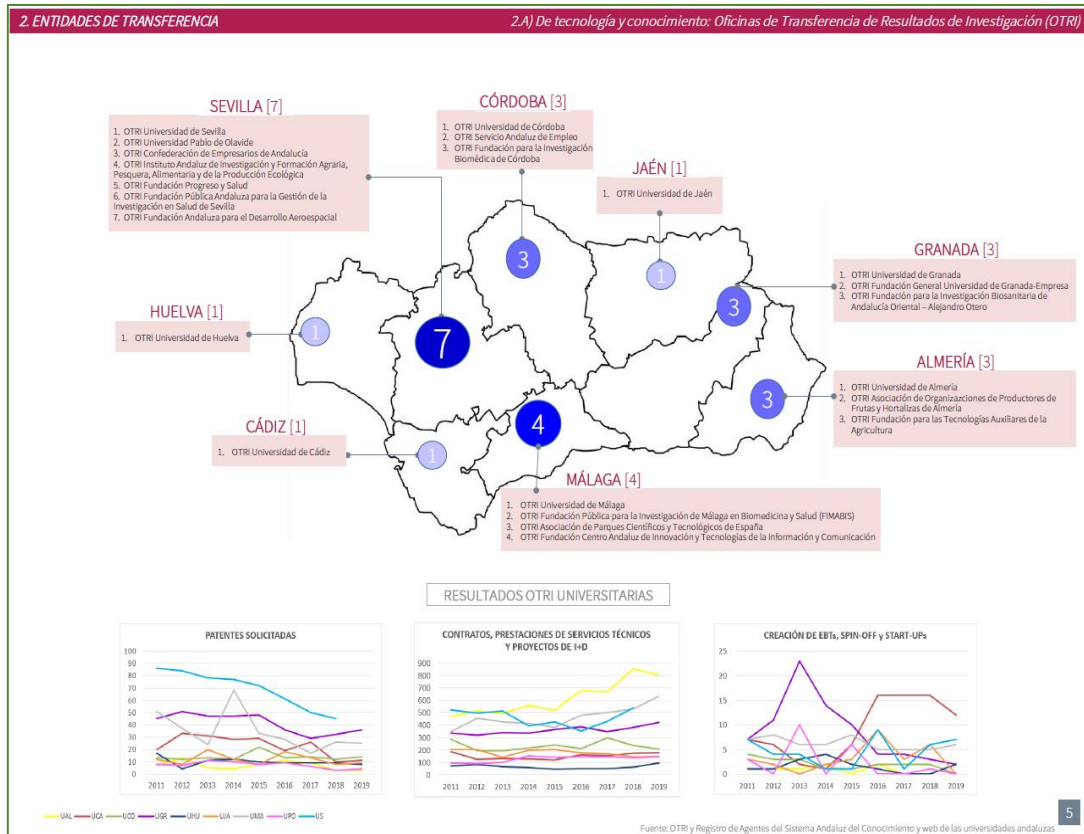 2. ENTIDADES DE TRANSFERENCIA
2.A) De tecnología y conocimiento: Oficinas de Transferencia de Resultados de Investigación (OTRI)
SEVILLA [7]
1. OTRI Universidad de Sevilla
2. OTRI Universidad Pablo de Olavide
3. OTRI Confederación de Empresarios de Andalucía
4. OTRI Instituto Andaluz de Investigación y Formación Agraria,
Pesquera, Alimentaria y de la Producción Ecológica
5. OTRI Fundación Progreso y Salud
6. OTRI Fundación Pública Andaluza para la Gestión de la
Investigación en Salud de Sevilla
7. OTRI Fundación Andaluza para el Desarrollo Aeroespacial
CÓRDOBA [3]
1. OTRI Universidad de Córdoba
2. OTRI Servicio Andaluz de Empleo
3. OTRI Fundación para la Investigación
Biomédica de Córdoba
JAÉN [1]
1. OTRI Universidad de Jaén
GRANADA [3]
1. OTRI Universidad de Granada
2. OTRI Fundación General Universidad de Granada-Empresa
3. OTRI Fundación para la Investigación Biosanitaria de
Andalucía Oriental – Alejandro Otero
HUELVA [1]
1. OTRI Universidad de Huelva
ALMERÍA [3]
1. OTRI Universidad de Almería
2. OTRI Asociación de Organizaciones de Productores de
Frutas y Hortalizas de Almería
3. OTRI Fundación para las Tecnologías Auxiliares de la
Agricultura
CÁDIZ [1]
1. OTRI Universidad de Cádiz
MÁLAGA [4]
1. OTRI Universidad de Málaga
2. OTRI Fundación Pública para la Investigación de Málaga en Biomedicina y Salud (FIMABIS)
3. OTRI Asociación de Parques Científicos y Tecnológicos de España
4. OTRI Fundación Centro Andaluz de Innovación y Tecnologías de la Información y Comunicación
3
1
3
1
7
3
4
1
RESULTADOS OTRI UNIVERSITARIAS
PATENTES SOLICITADAS
100
90
80
70
60
50
40
30
20
10
0
2011 2012 2013 2014 2015 2016 2017 2018 2019
CONTRATOS, PRESTACIONES DE SERVICIOS TÉCNICOS
Y PROYECTOS DE I+D
900
800
700
600
500
400
300
200
100
0
2011 2012 2013 2014 2015 2016 2017 2018 2019
CREACIÓN DE EBTs, SPIN-OFF y START-UPs
25
20
15
10
5
0
2011 2012 2013 2014 2015 2016 2017 2018 2019
UAL UCA UCO UGR UHU UJA UMA UPO US
5
Fuente: OTRI y Registro de Agentes del Sistema Andaluz del Conocimiento y web de las universidades andaluzas